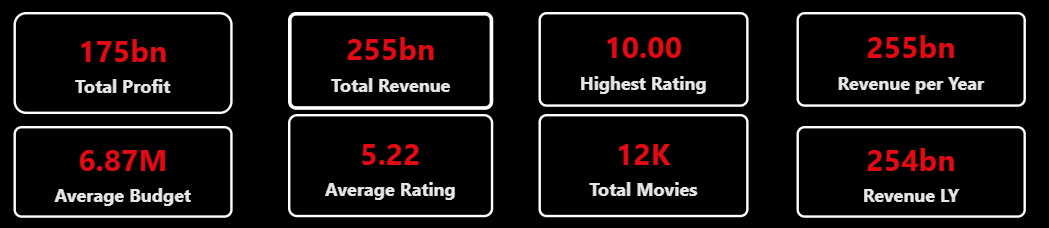 175bn
Total Profit
255bn
Total Revenue
10.00
Highest Rating
255bn
Revenue per Year
6.87M
Average Budget
5.22
Average Rating
12K
Total Movies
254bn
Revenue LY